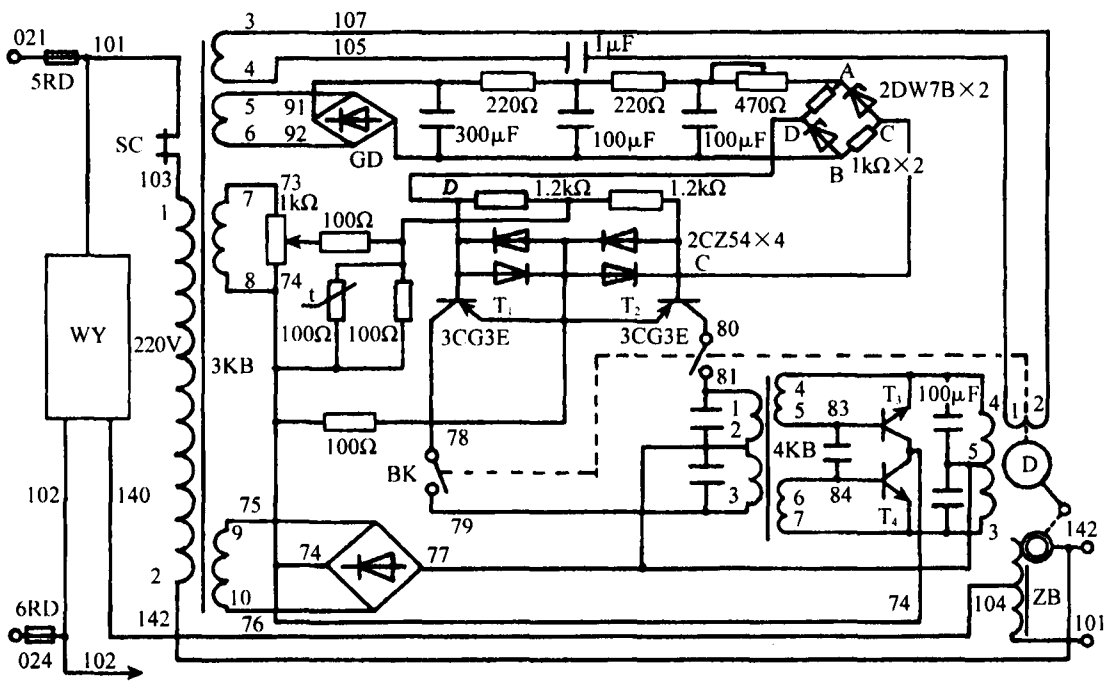 3 107
021 101 105 1μF
4 A
5RD 5 91 220Ω 220Ω 470Ω 2DW7B×2
300μF 100μF 100μF D C
6 92
SC GD B 1kΩ×2
103 D 1.2kΩ 1.2kΩ
1 7 73
1kΩ 100Ω
2CZ54×4
C
8 74 t
T₁ T₂
100Ω 100Ω 3CG3E 3CG3E 80
WY 220V
3KB
81
4 T₃ 100μF 4 1 2
1 5 83
100Ω 78 2 4KB 5 D
BK
102 140 3 6 84
75 79 7 T₄ 3 142
9
74 77
2
10 74 104 ZB
6RD 142 76
101
024 102